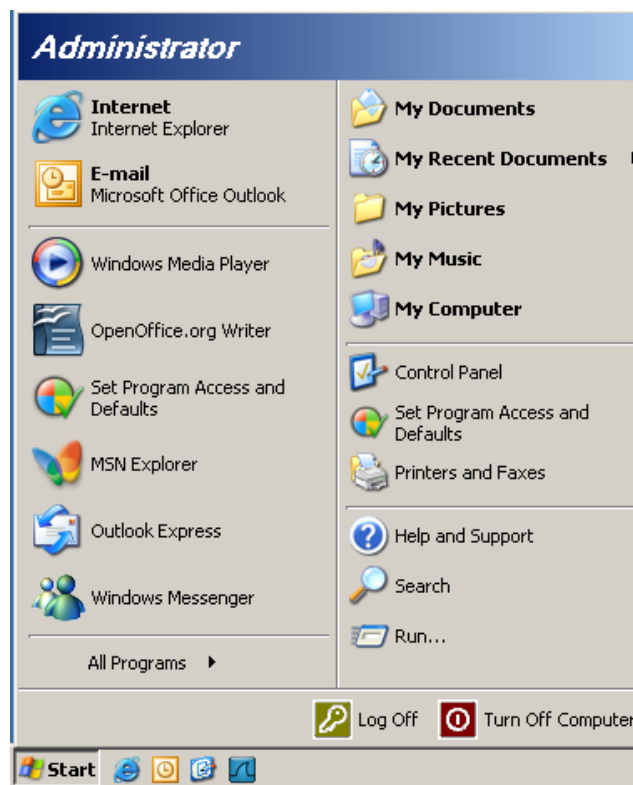 Administrator
Internet
Internet Explorer
E-mail
Microsoft Office Outlook
Windows Media Player
OpenOffice.org Writer
Set Program Access and
Defaults
MSN Explorer
Outlook Express
Windows Messenger
All Programs
My Documents
My Recent Documents
My Pictures
My Music
My Computer
Control Panel
Set Program Access and
Defaults
Printers and Faxes
Help and Support
Search
Run...
Log Off
Turn Off Computer
Start